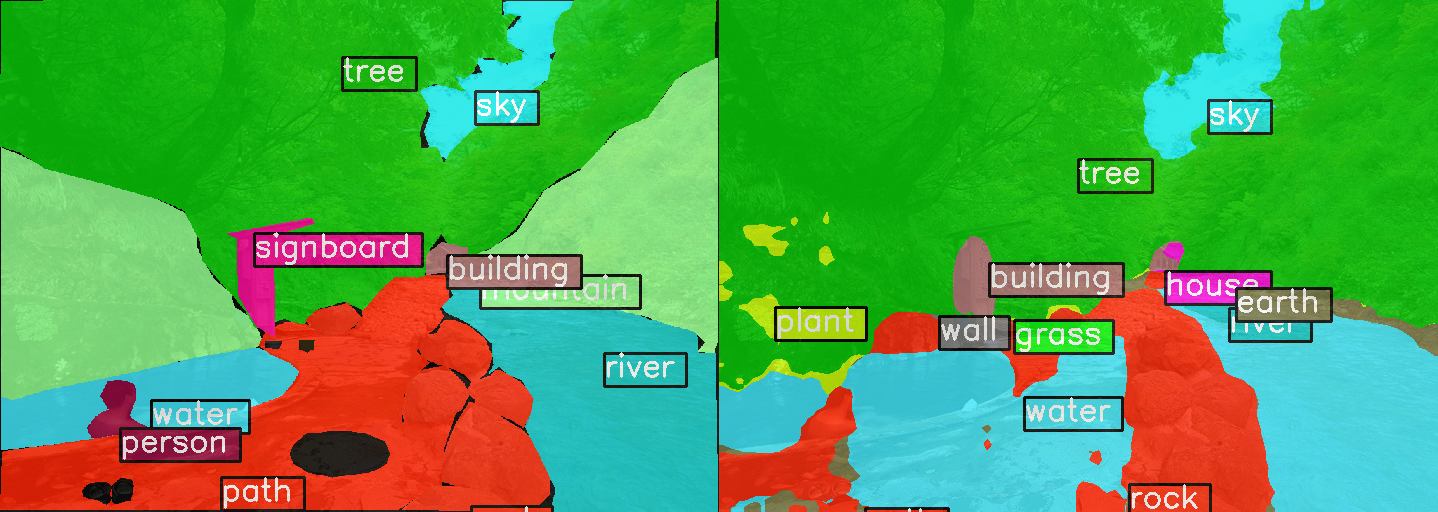 tree
sky
signboard
building
mountain
river
water
person
path
sky
tree
building
house
earth
river
plant
wall
grass
water
rock